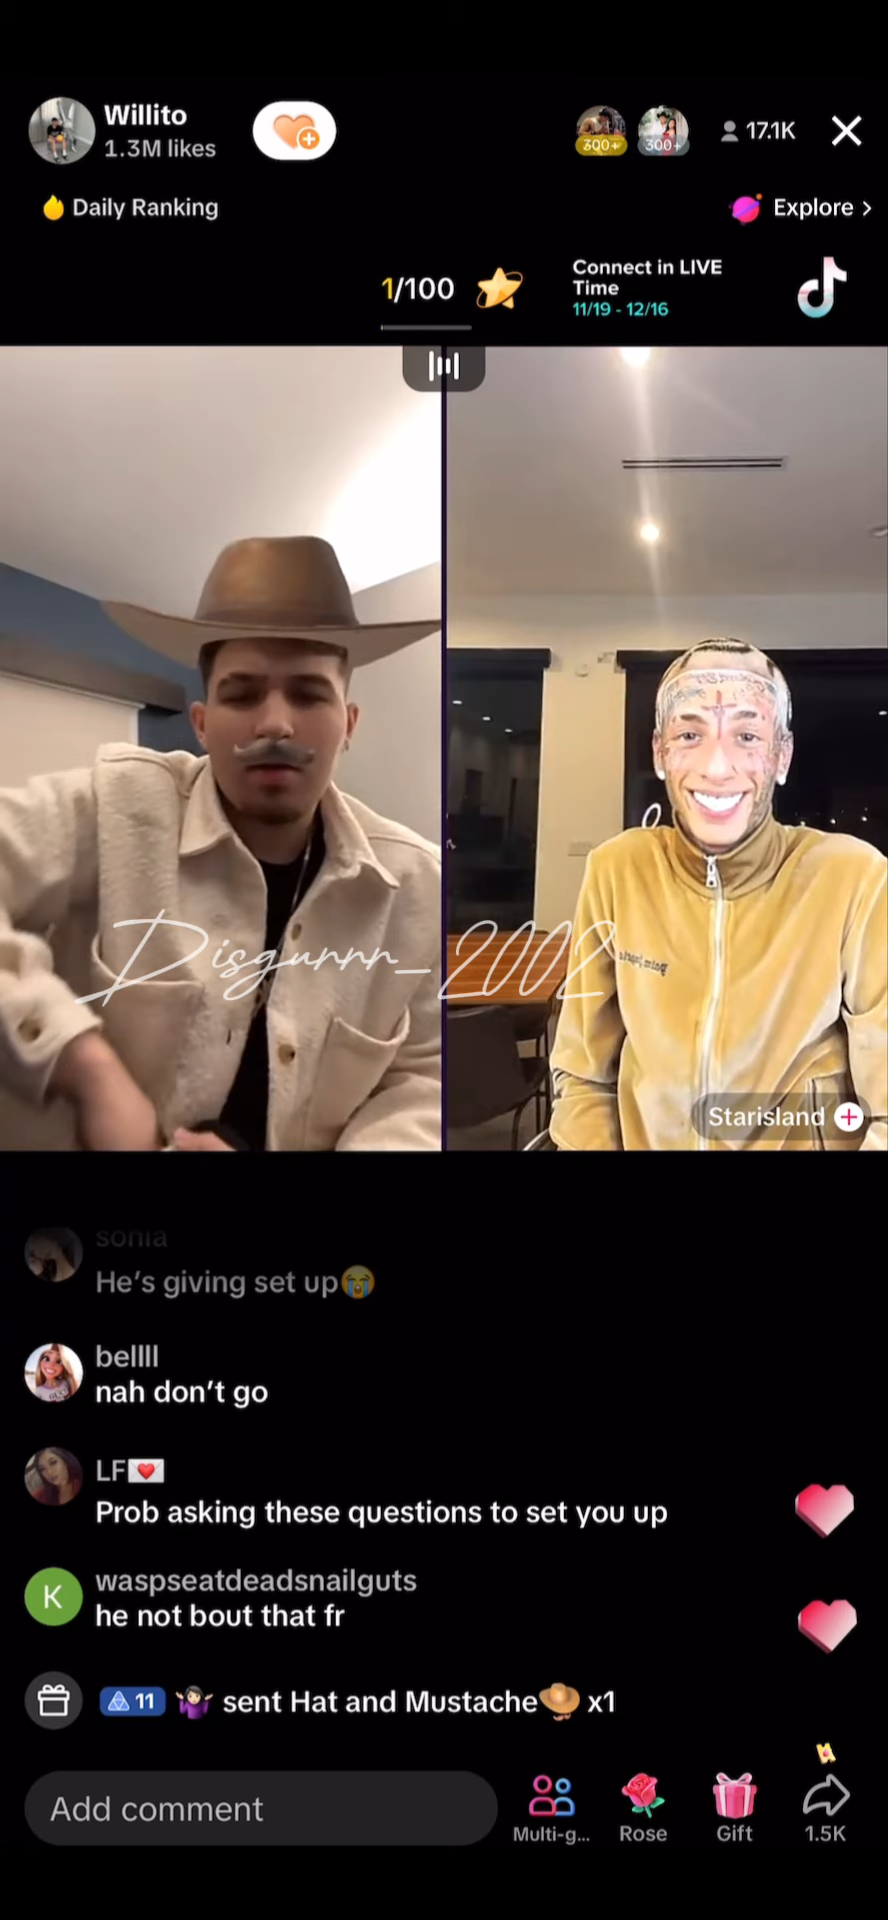 Willito
1.3M likes
300+
300+
17.1K
Daily Ranking
Explore >
1/100
Connect in LIVE
Time
11/19 - 12/16
Disgunnr_2002
Starisland
sonia
He's giving set up😭
bellll
nah don't go
LF💌
Prob asking these questions to set you up
K
waspseatdeadsnailguts
he not bout that fr
11 🤷🏻‍♀️ sent Hat and Mustache x1
Add comment
Multi-g...
Rose
Gift
1.5K